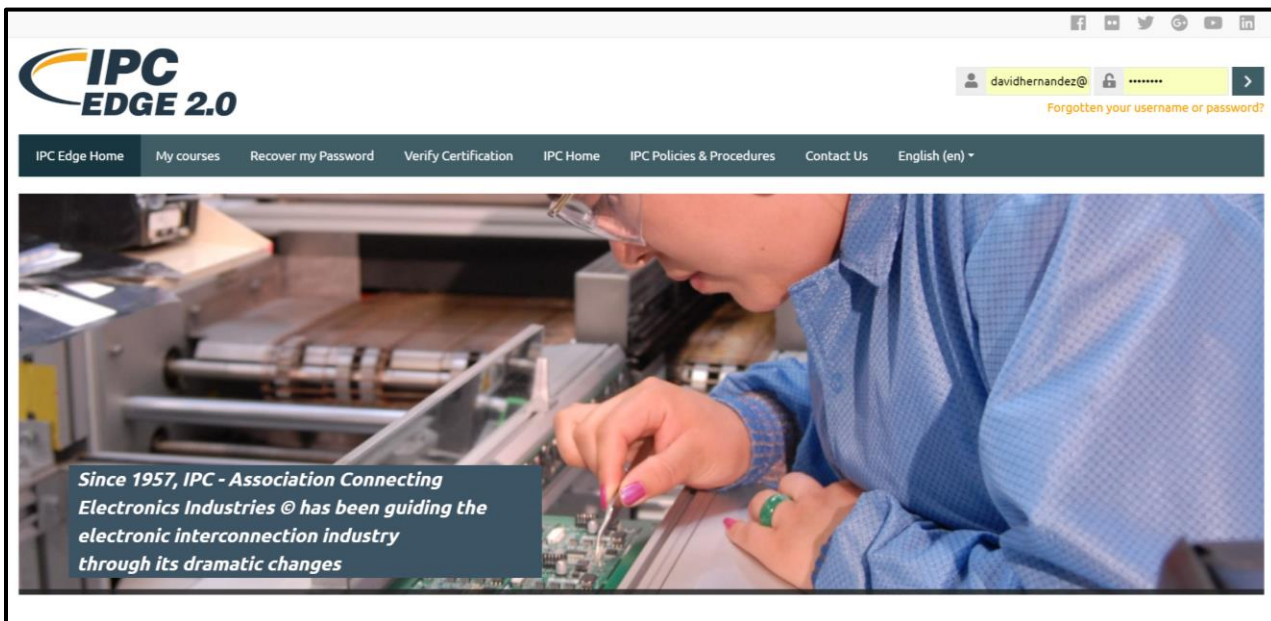 IPC
EDGE 2.0
davidhernandez@
Forgotten your username or password?
IPC Edge Home My courses Recover my Password Verify Certification IPC Home IPC Policies & Procedures Contact Us English (en)
Since 1957, IPC - Association Connecting
Electronics Industries © has been guiding the
electronic interconnection industry
through its dramatic changes